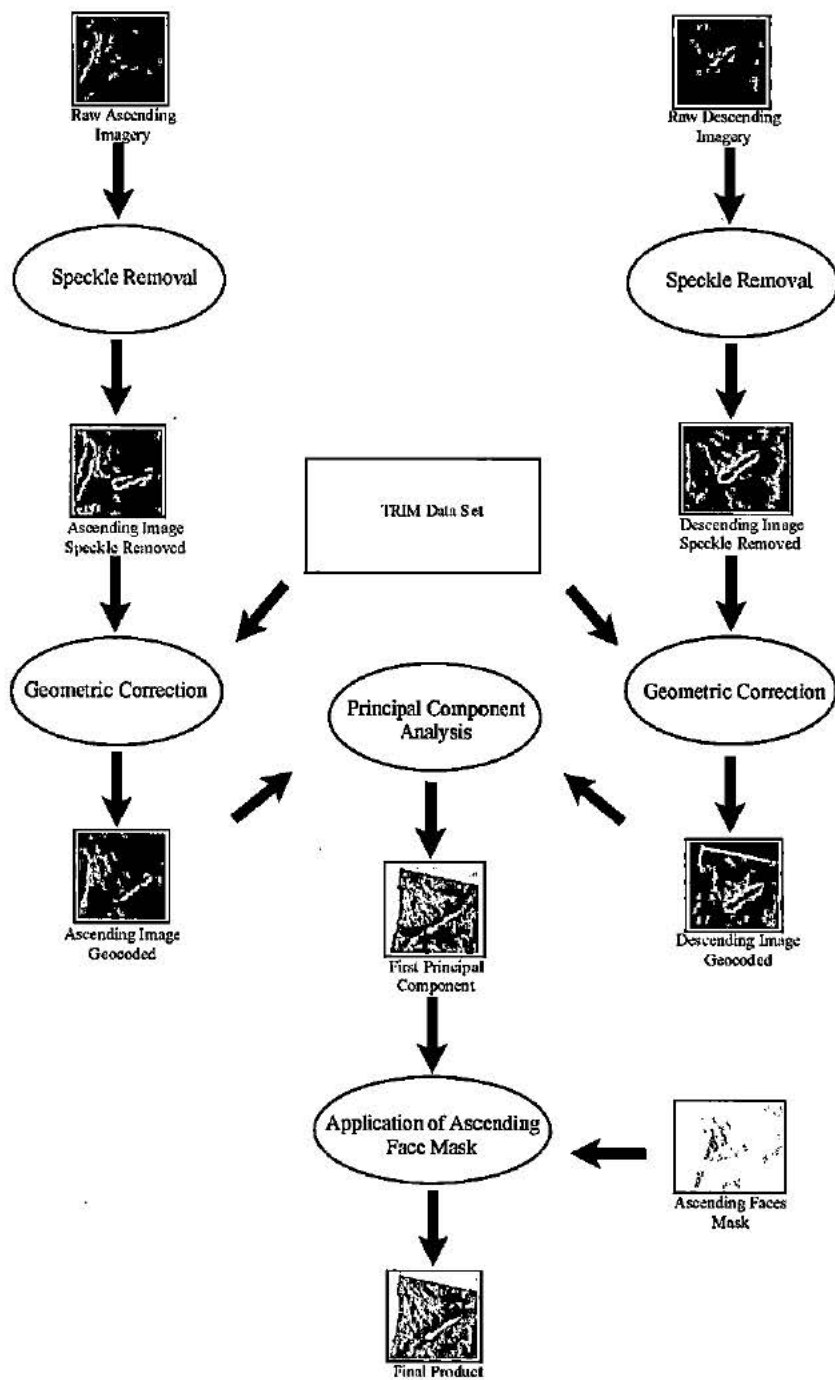 Raw Ascending
Imagery
Raw Descending
Imagery
Speckle Removal
Speckle Removal
Ascending Image
Speckle Removed
TRIM Data Set
Descending Image
Speckle Removed
Geometric Correction
Principal Component
Analysis
Geometric Correction
Ascending Image
Geocoded
First Principal
Component
Descending Image
Geocoded
Application of Ascending
Face Mask
Ascending Faces
Mask
Final Product